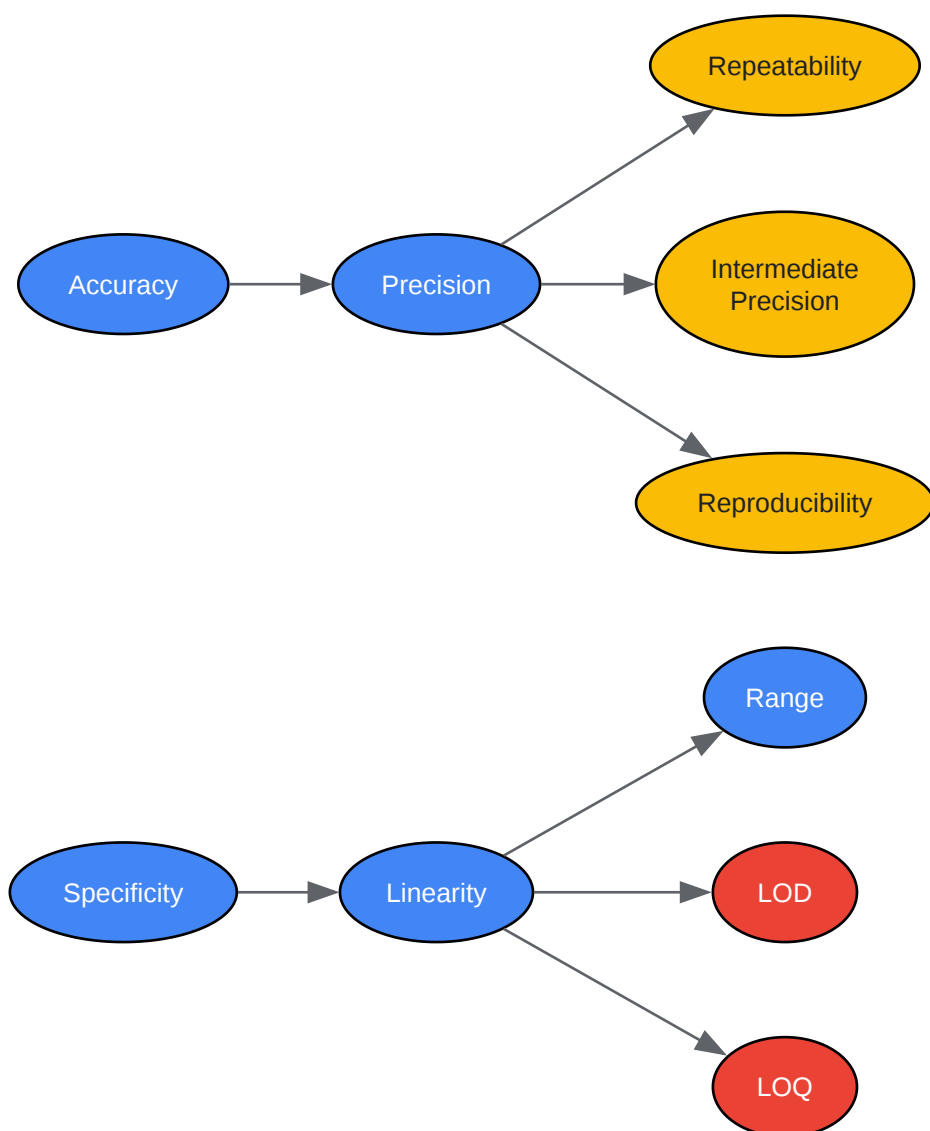 Repeatability
Accuracy
Precision
Intermediate
Precision
Reproducibility
Range
Specificity
Linearity
LOD
LOQ